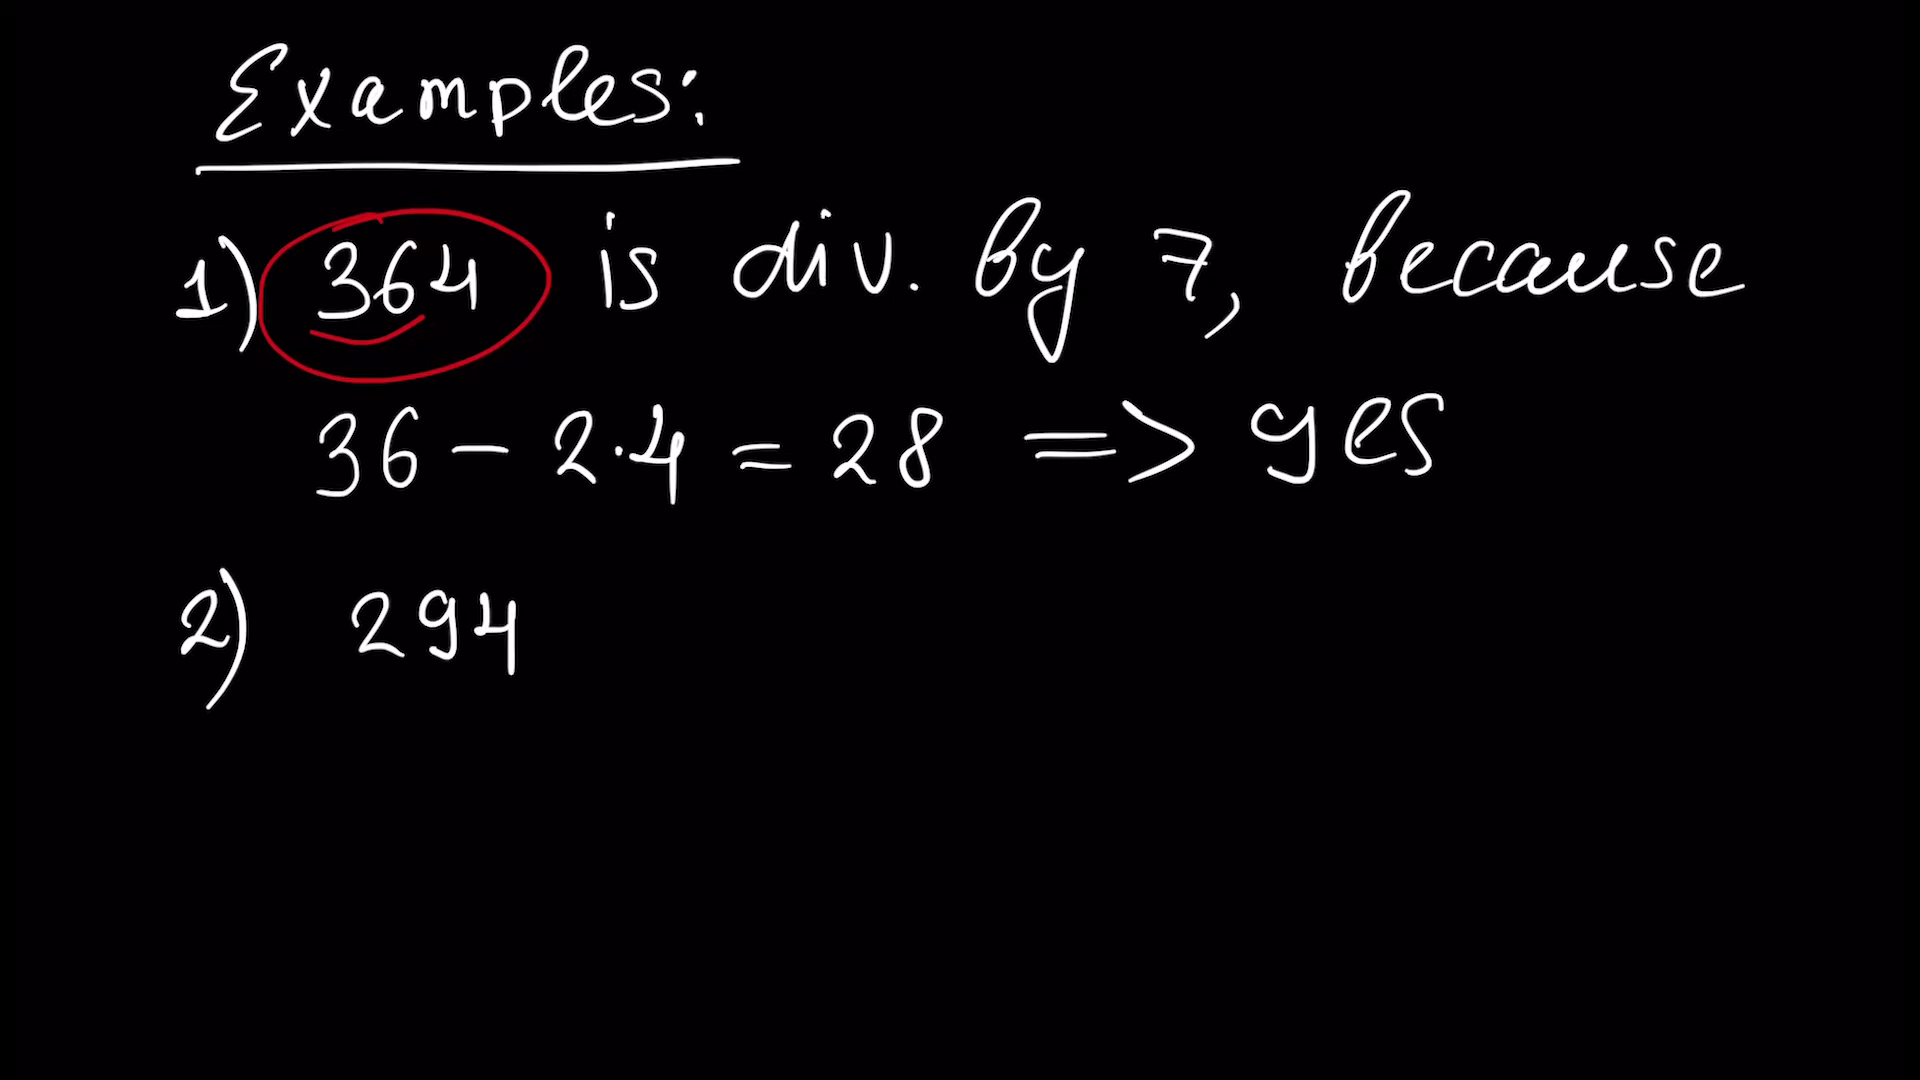 Examples:
1) 364 is div. by 7, because
36 - 2·4 = 28 => yes
2) 294